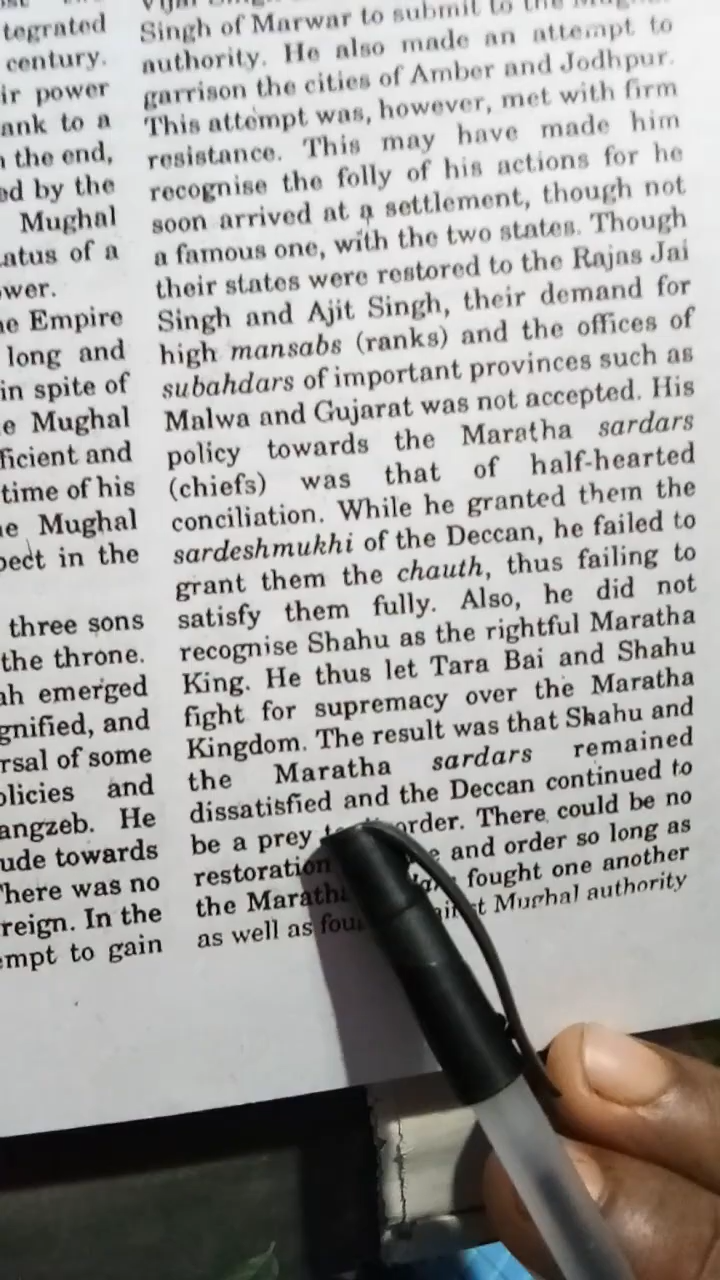 tegrated
century.
ir power
ank to a
the end,
ed by the
Mughal
atus of a
wer.
e Empire
long and
in spite of
e Mughal
ficient and
time of his
e Mughal
pect in the
three sons
the throne.
ah emerged
gnified, and
rsal of some
olicies and
angzeb. He
ude towards
There was no
reign. In the
empt to gain
Singh of Marwar to submit to the
authority. He also made an attempt to
garrison the cities of Amber and Jodhpur.
This attempt was, however, met with firm
resistance. This may have made him
recognise the folly of his actions for he
soon arrived at a settlement, though not
a famous one, with the two states. Though
their states were restored to the Rajas Jai
Singh and Ajit Singh, their demand for
high mansabs (ranks) and the offices of
subahdars of important provinces such as
Malwa and Gujarat was not accepted. His
policy towards the Maratha sardars
(chiefs) was that of half-hearted
conciliation. While he granted them the
sardeshmukhi of the Deccan, he failed to
grant them the chauth, thus failing to
satisfy them fully. Also, he did not
recognise Shahu as the rightful Maratha
King. He thus let Tara Bai and Shahu
fight for supremacy over the Maratha
Kingdom. The result was that Shahu and
the Maratha sardars remained
dissatisfied and the Deccan continued to
be a prey order. There could be no
restoration and order so long as
the fought one another
as well as Mughal authority